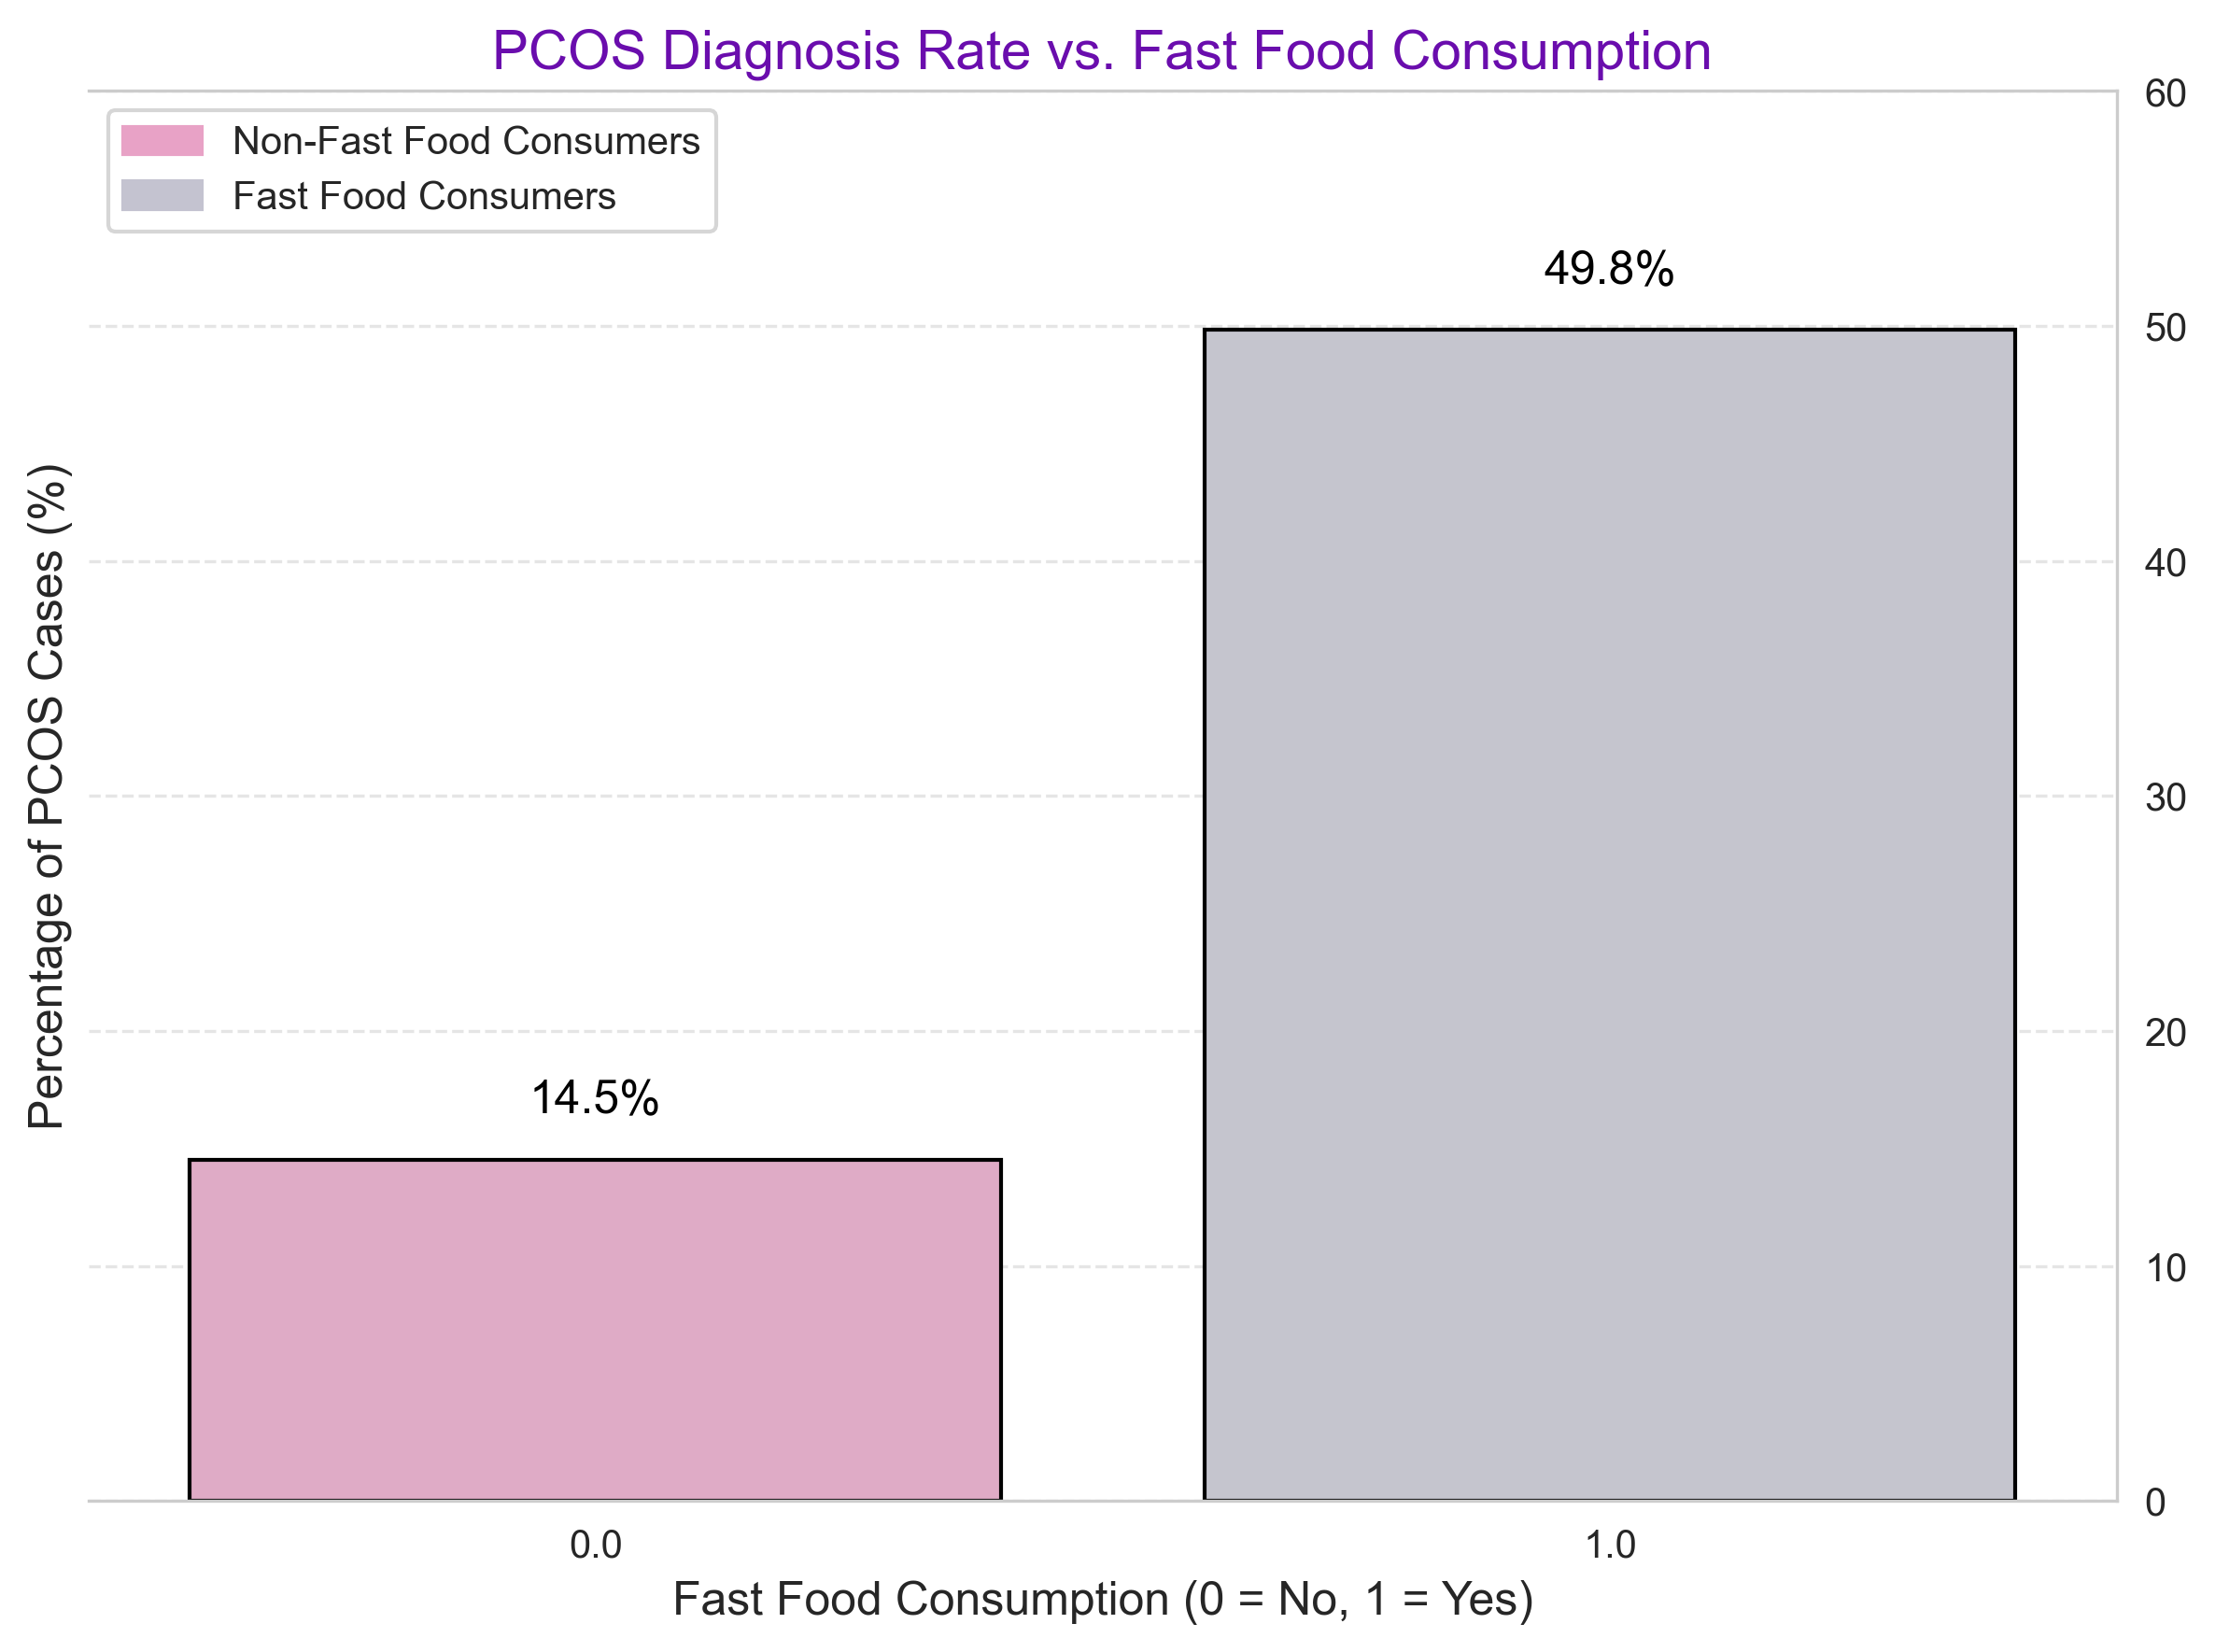 PCOS Diagnosis Rate vs. Fast Food Consumption
Non-Fast Food Consumers
Fast Food Consumers
Percentage of PCOS Cases (%)
60
50
40
30
20
10
0
49.8%
14.5%
0.0
1.0
Fast Food Consumption (0 = No, 1 = Yes)